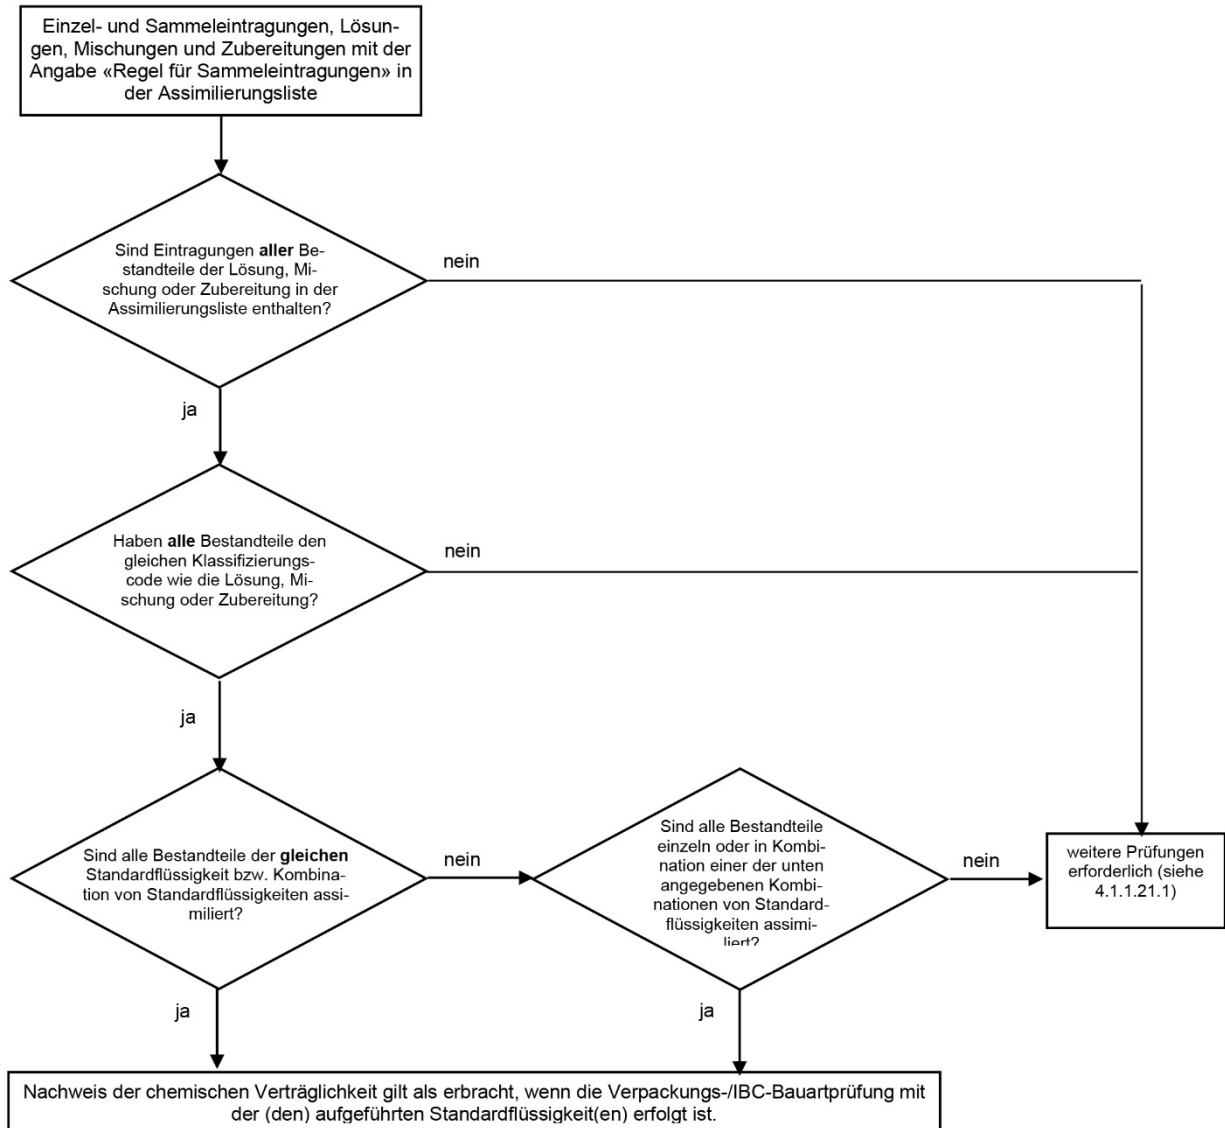 Einzel- und Sammeleintragungen, Lösun-
gen, Mischungen und Zubereitungen mit der
Angabe «Regel für Sammeleintragungen» in
der Assimilierungsliste
Sind Eintragungen aller Be-
standteile der Lösung, Mi-
schung oder Zubereitung in der
Assimilierungsliste enthalten?
nein
ja
Haben alle Bestandteile den
gleichen Klassifizierungs-
code wie die Lösung, Mi-
schung oder Zubereitung?
nein
ja
Sind alle Bestandteile der gleichen
Standardflüssigkeit bzw. Kombina-
tion von Standardflüssigkeiten assi-
miliert?
nein
Sind alle Bestandteile
einzeln oder in Kombi-
nation einer der unten
angegebenen Kombi-
nationen von Standard-
flüssigkeiten assimi-
liert?
nein
weitere Prüfungen
erforderlich (siehe
4.1.1.21.1)
ja
ja
Nachweis der chemischen Verträglichkeit gilt als erbracht, wenn die Verpackungs-/IBC-Bauartprüfung mit
der (den) aufgeführten Standardflüssigkeit(en) erfolgt ist.